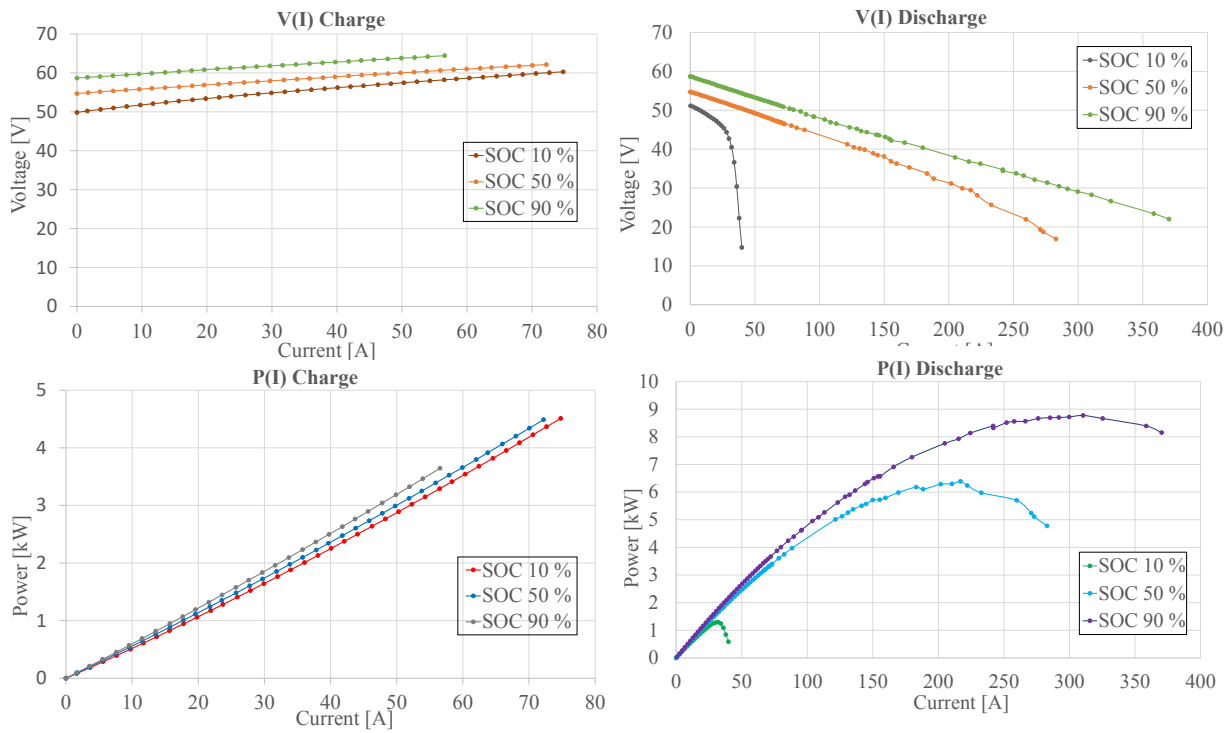 V(I) Charge
70
60
50
40
30
20
10
0
Voltage [V]
SOC 10 %
SOC 50 %
SOC 90 %
0 10 20 30 40 50 60 70 80
Current [A]
V(I) Discharge
70
60
50
40
30
20
10
0
Voltage [V]
SOC 10 %
SOC 50 %
SOC 90 %
0 50 100 150 200 250 300 350 400
Current [A]
P(I) Charge
5
4
3
2
1
0
Power [kW]
SOC 10 %
SOC 50 %
SOC 90 %
0 10 20 30 40 50 60 70 80
Current [A]
P(I) Discharge
10
9
8
7
6
5
4
3
2
1
0
Power [kW]
SOC 10 %
SOC 50 %
SOC 90 %
0 50 100 150 200 250 300 350 400
Current [A]